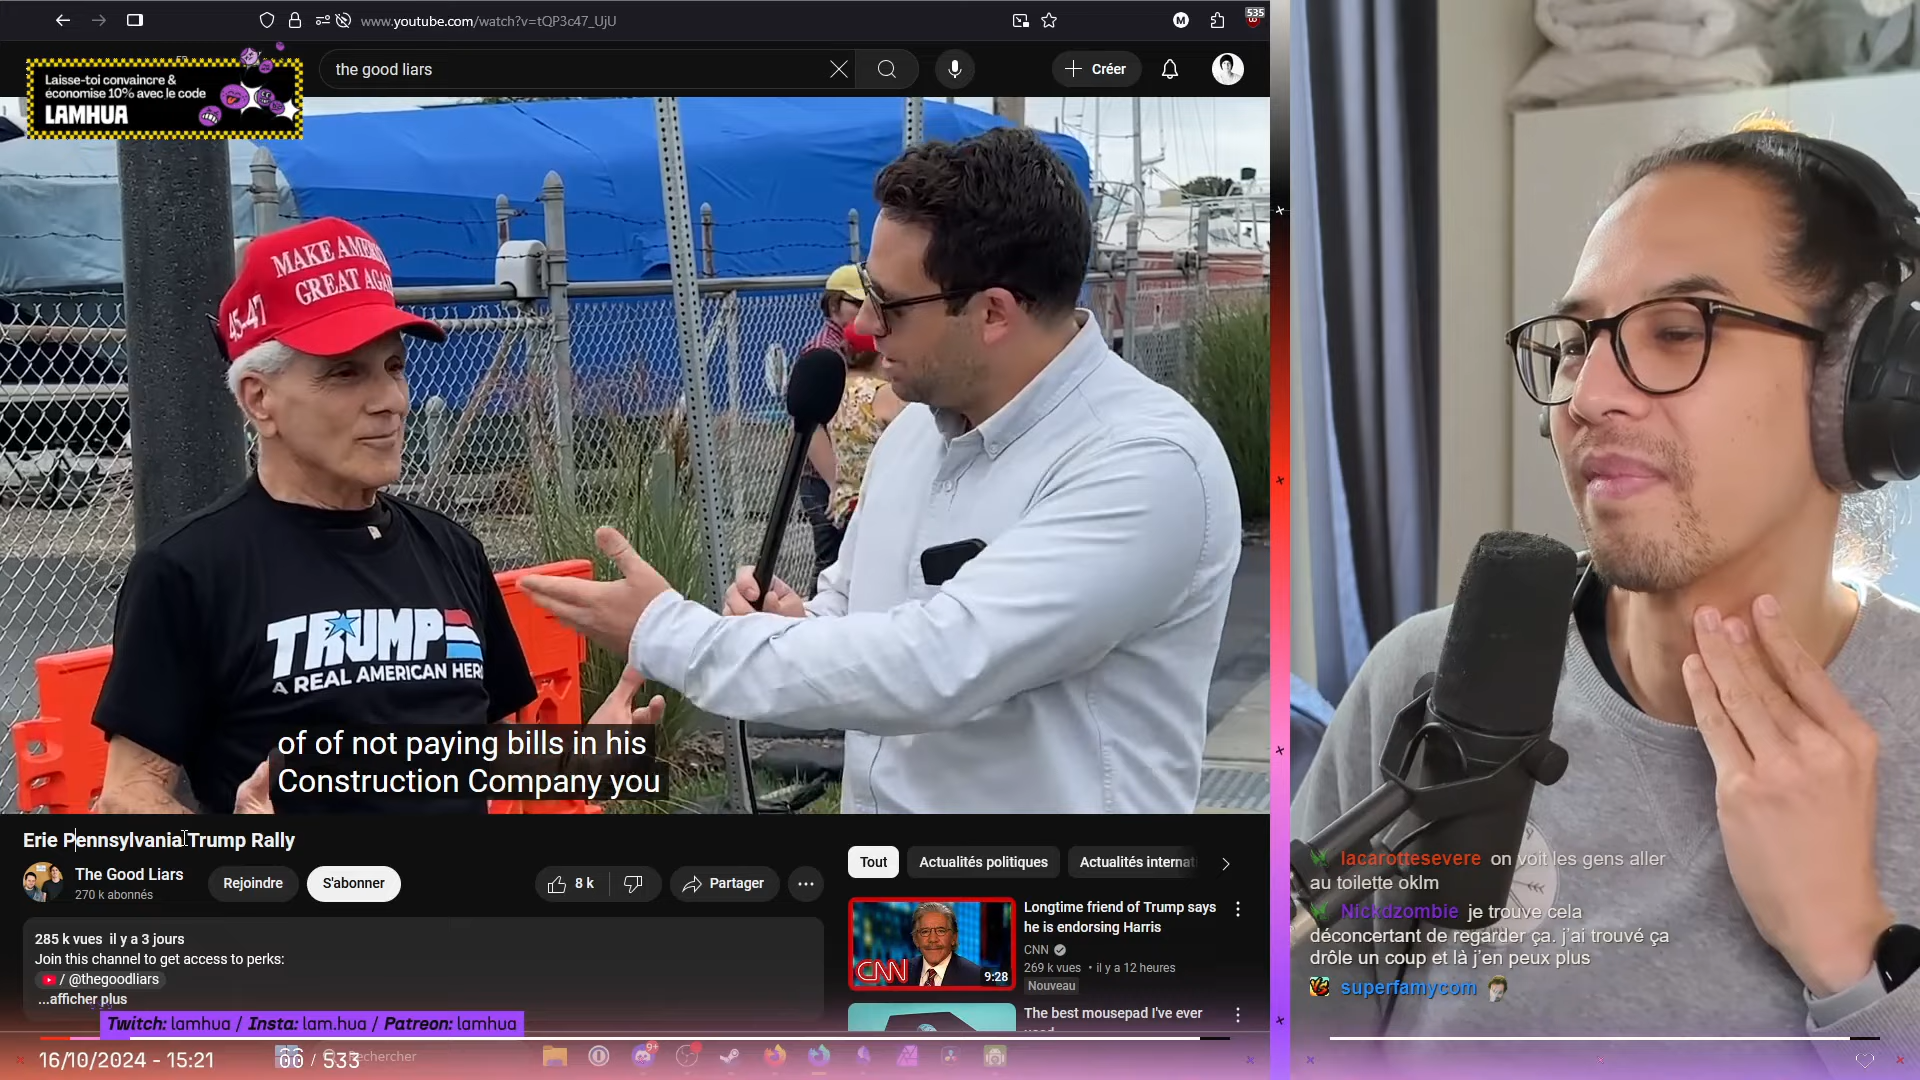 www.youtube.com/watch?v=tQP3c47_UjU
M
535
Laisse-toi convaincre &
économise 10% avec le code
LAMHUA
the good liars
Créer
MAKE AMERI
GREAT AGA
45-47
TRUMP
A REAL AMERICAN HER
of of not paying bills in his
Construction Company you
Erie Pennsylvania Trump Rally
The Good Liars
270 k abonnés
Rejoindre
S'abonner
8 k
Partager
285 k vues il y a 3 jours
Join this channel to get access to perks:
/ @thegoodliars
...afficher plus
Tout
Actualités politiques
Actualités internati
CNN
9:28
Longtime friend of Trump says
he is endorsing Harris
CNN
269 k vues • il y a 12 heures
Nouveau
The best mousepad I've ever
Twitch: lamhua / Insta: lam.hua / Patreon: lamhua
16/10/2024 - 15:21
/ 533
Rechercher
9+
lacarottesevere on voit les gens aller
au toilette oklm
Nickdzombie je trouve cela
déconcertant de regarder ça. j'ai trouvé ça
drôle un coup et là j'en peux plus
superfamycom